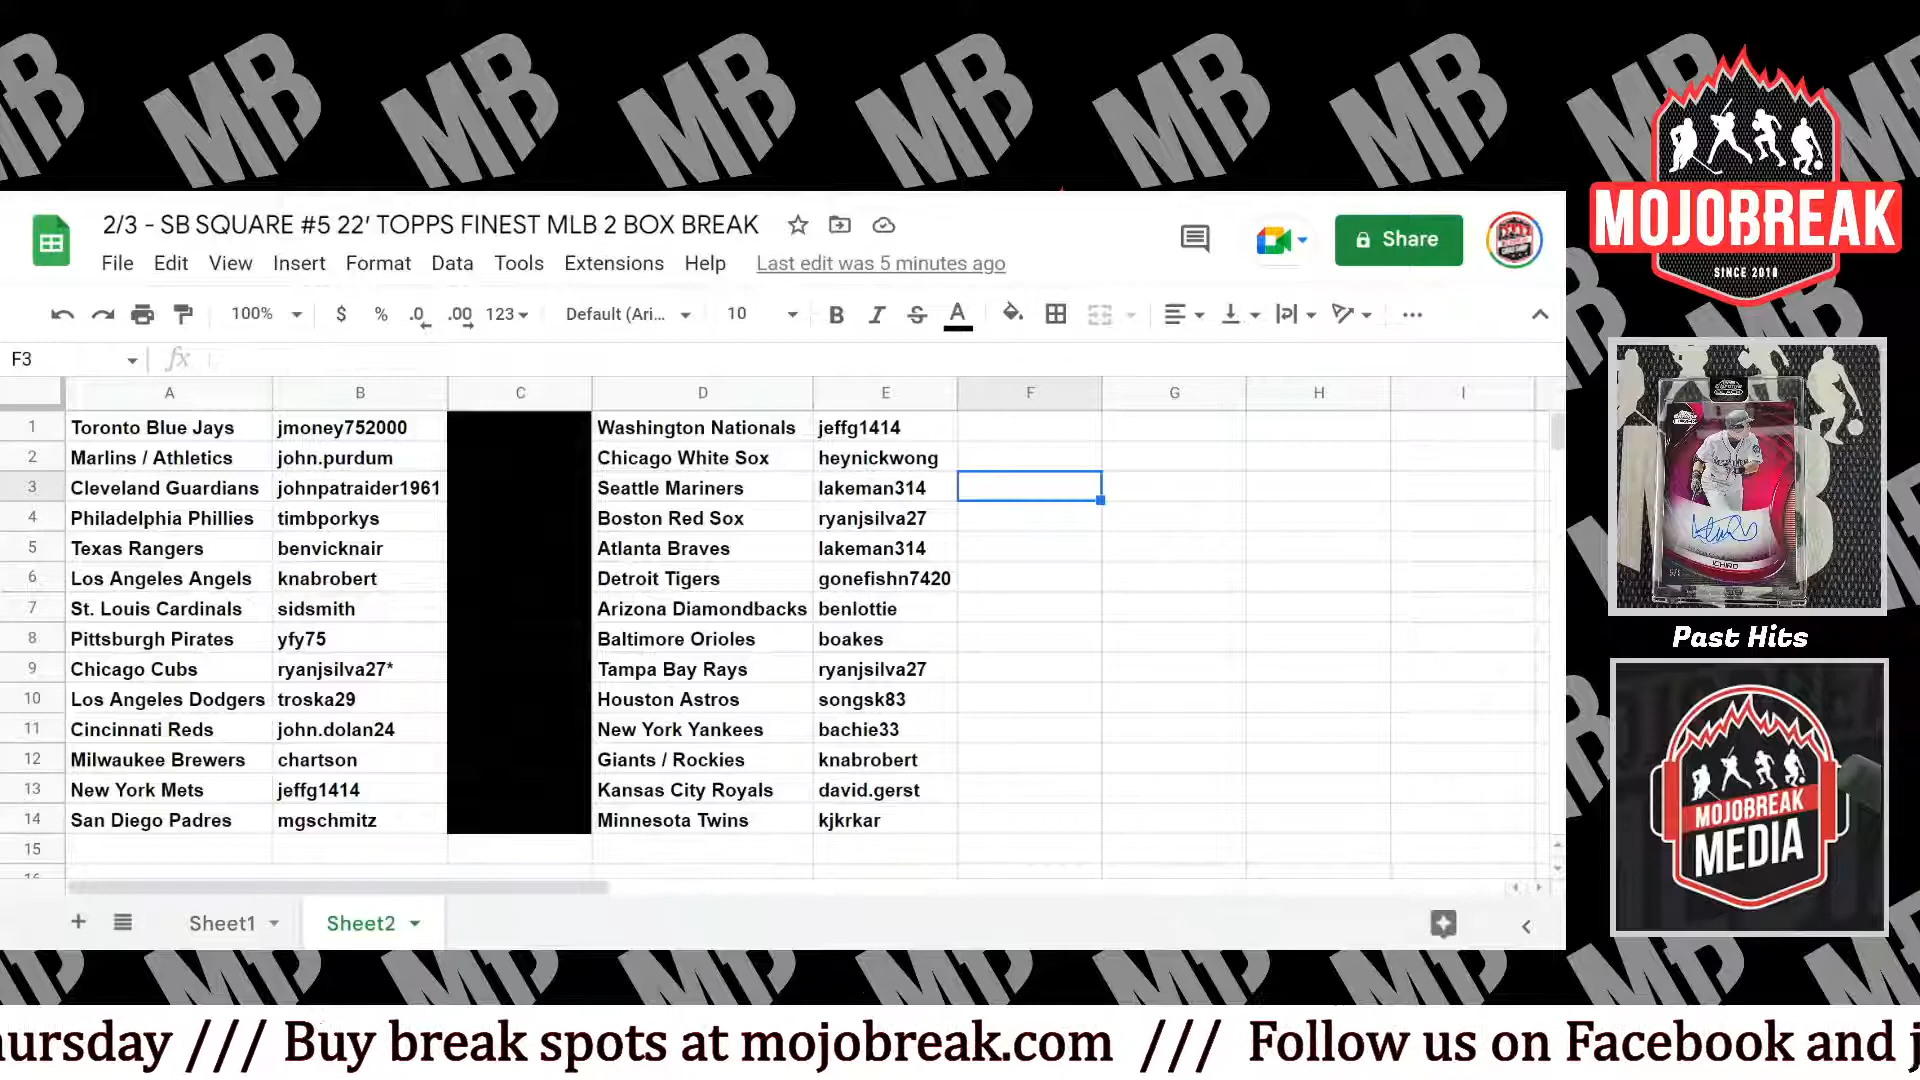 2/3 - SB SQUARE #5 22' TOPPS FINEST MLB 2 BOX BREAK
File Edit View Insert Format Data Tools Extensions Help Last edit was 5 minutes ago
Share
100% $ % .0 .00 123 Default (Ari... 10 B I S A
F3 fx
A B C D E F G H I
1 Toronto Blue Jays jmoney752000 Washington Nationals jeffg1414
2 Marlins / Athletics john.purdum Chicago White Sox heynickwong
3 Cleveland Guardians johnpatraider1961 Seattle Mariners lakeman314
4 Philadelphia Phillies timbporkys Boston Red Sox ryanjsilva27
5 Texas Rangers benvicknair Atlanta Braves lakeman314
6 Los Angeles Angels knabrobert Detroit Tigers gonefishn7420
7 St. Louis Cardinals sidsmith Arizona Diamondbacks benlottie
8 Pittsburgh Pirates yfy75 Baltimore Orioles boakes
9 Chicago Cubs ryanjsilva27* Tampa Bay Rays ryanjsilva27
10 Los Angeles Dodgers troska29 Houston Astros songsk83
11 Cincinnati Reds john.dolan24 New York Yankees bachie33
12 Milwaukee Brewers chartson Giants / Rockies knabrobert
13 New York Mets jeffg1414 Kansas City Royals david.gerst
14 San Diego Padres mgschmitz Minnesota Twins kjkrkar
15
Sheet1 Sheet2
MOJOBREAK
SINCE 2010
ICHIRO
Past Hits
MOJOBREAK
MEDIA
hursday /// Buy break spots at mojobreak.com /// Follow us on Facebook and j